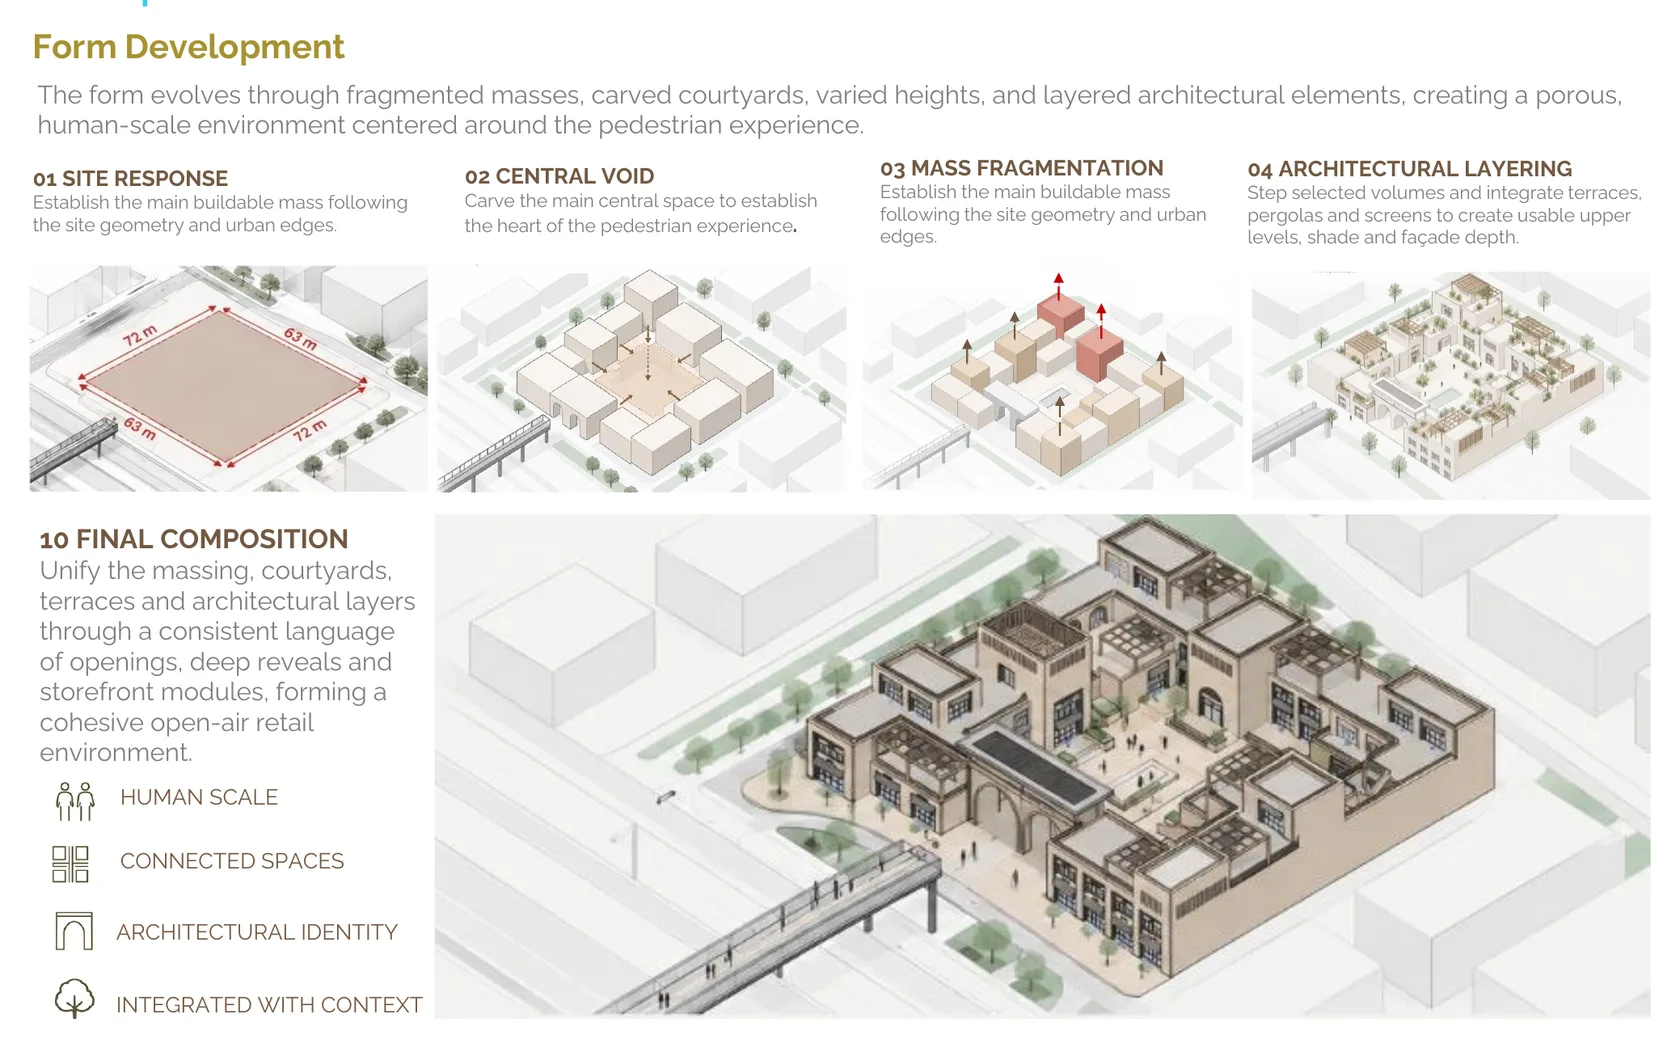 Form Development
The form evolves through fragmented masses, carved courtyards, varied heights, and layered architectural elements, creating a porous,
human-scale environment centered around the pedestrian experience.
01 SITE RESPONSE
Establish the main buildable mass following
the site geometry and urban edges.
02 CENTRAL VOID
Carve the main central space to establish
the heart of the pedestrian experience.
03 MASS FRAGMENTATION
Establish the main buildable mass
following the site geometry and urban
edges.
04 ARCHITECTURAL LAYERING
Step selected volumes and integrate terraces,
pergolas and screens to create usable upper
levels, shade and façade depth.
72 m
63 m
63 m
72 m
10 FINAL COMPOSITION
Unify the massing, courtyards,
terraces and architectural layers
through a consistent language
of openings, deep reveals and
storefront modules, forming a
cohesive open-air retail
environment.
HUMAN SCALE
CONNECTED SPACES
ARCHITECTURAL IDENTITY
INTEGRATED WITH CONTEXT